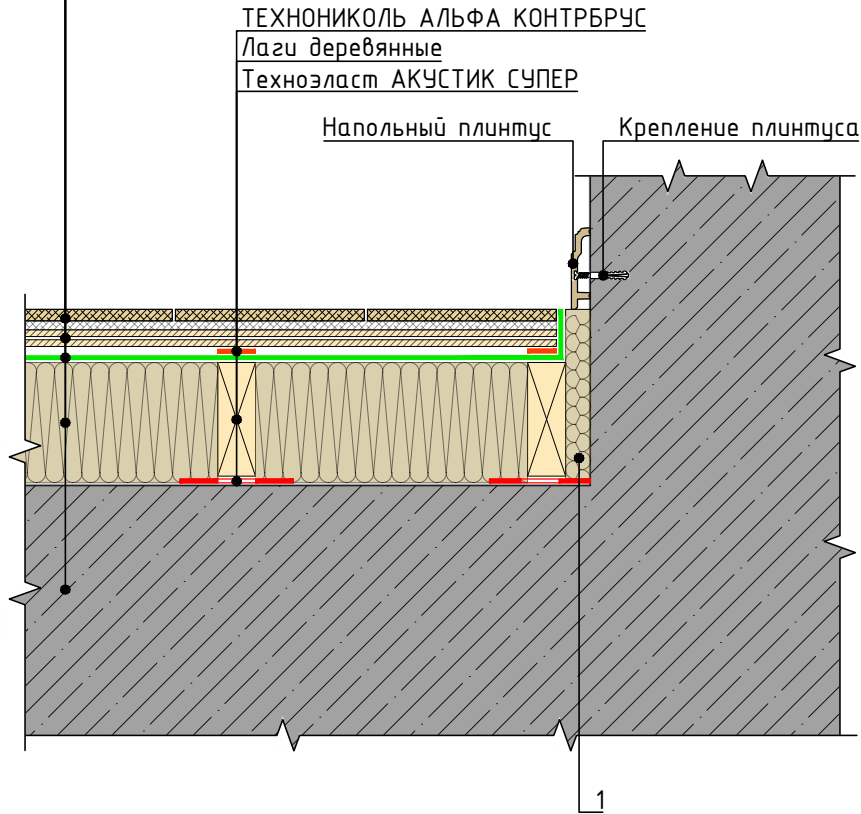 ТЕХНОНИКОЛЬ АЛЬФА КОНТРБРУС
Лаги деревянные
Техноэласт АКУСТИК СУПЕР
Напольный плинтус
Крепление плинтуса
1